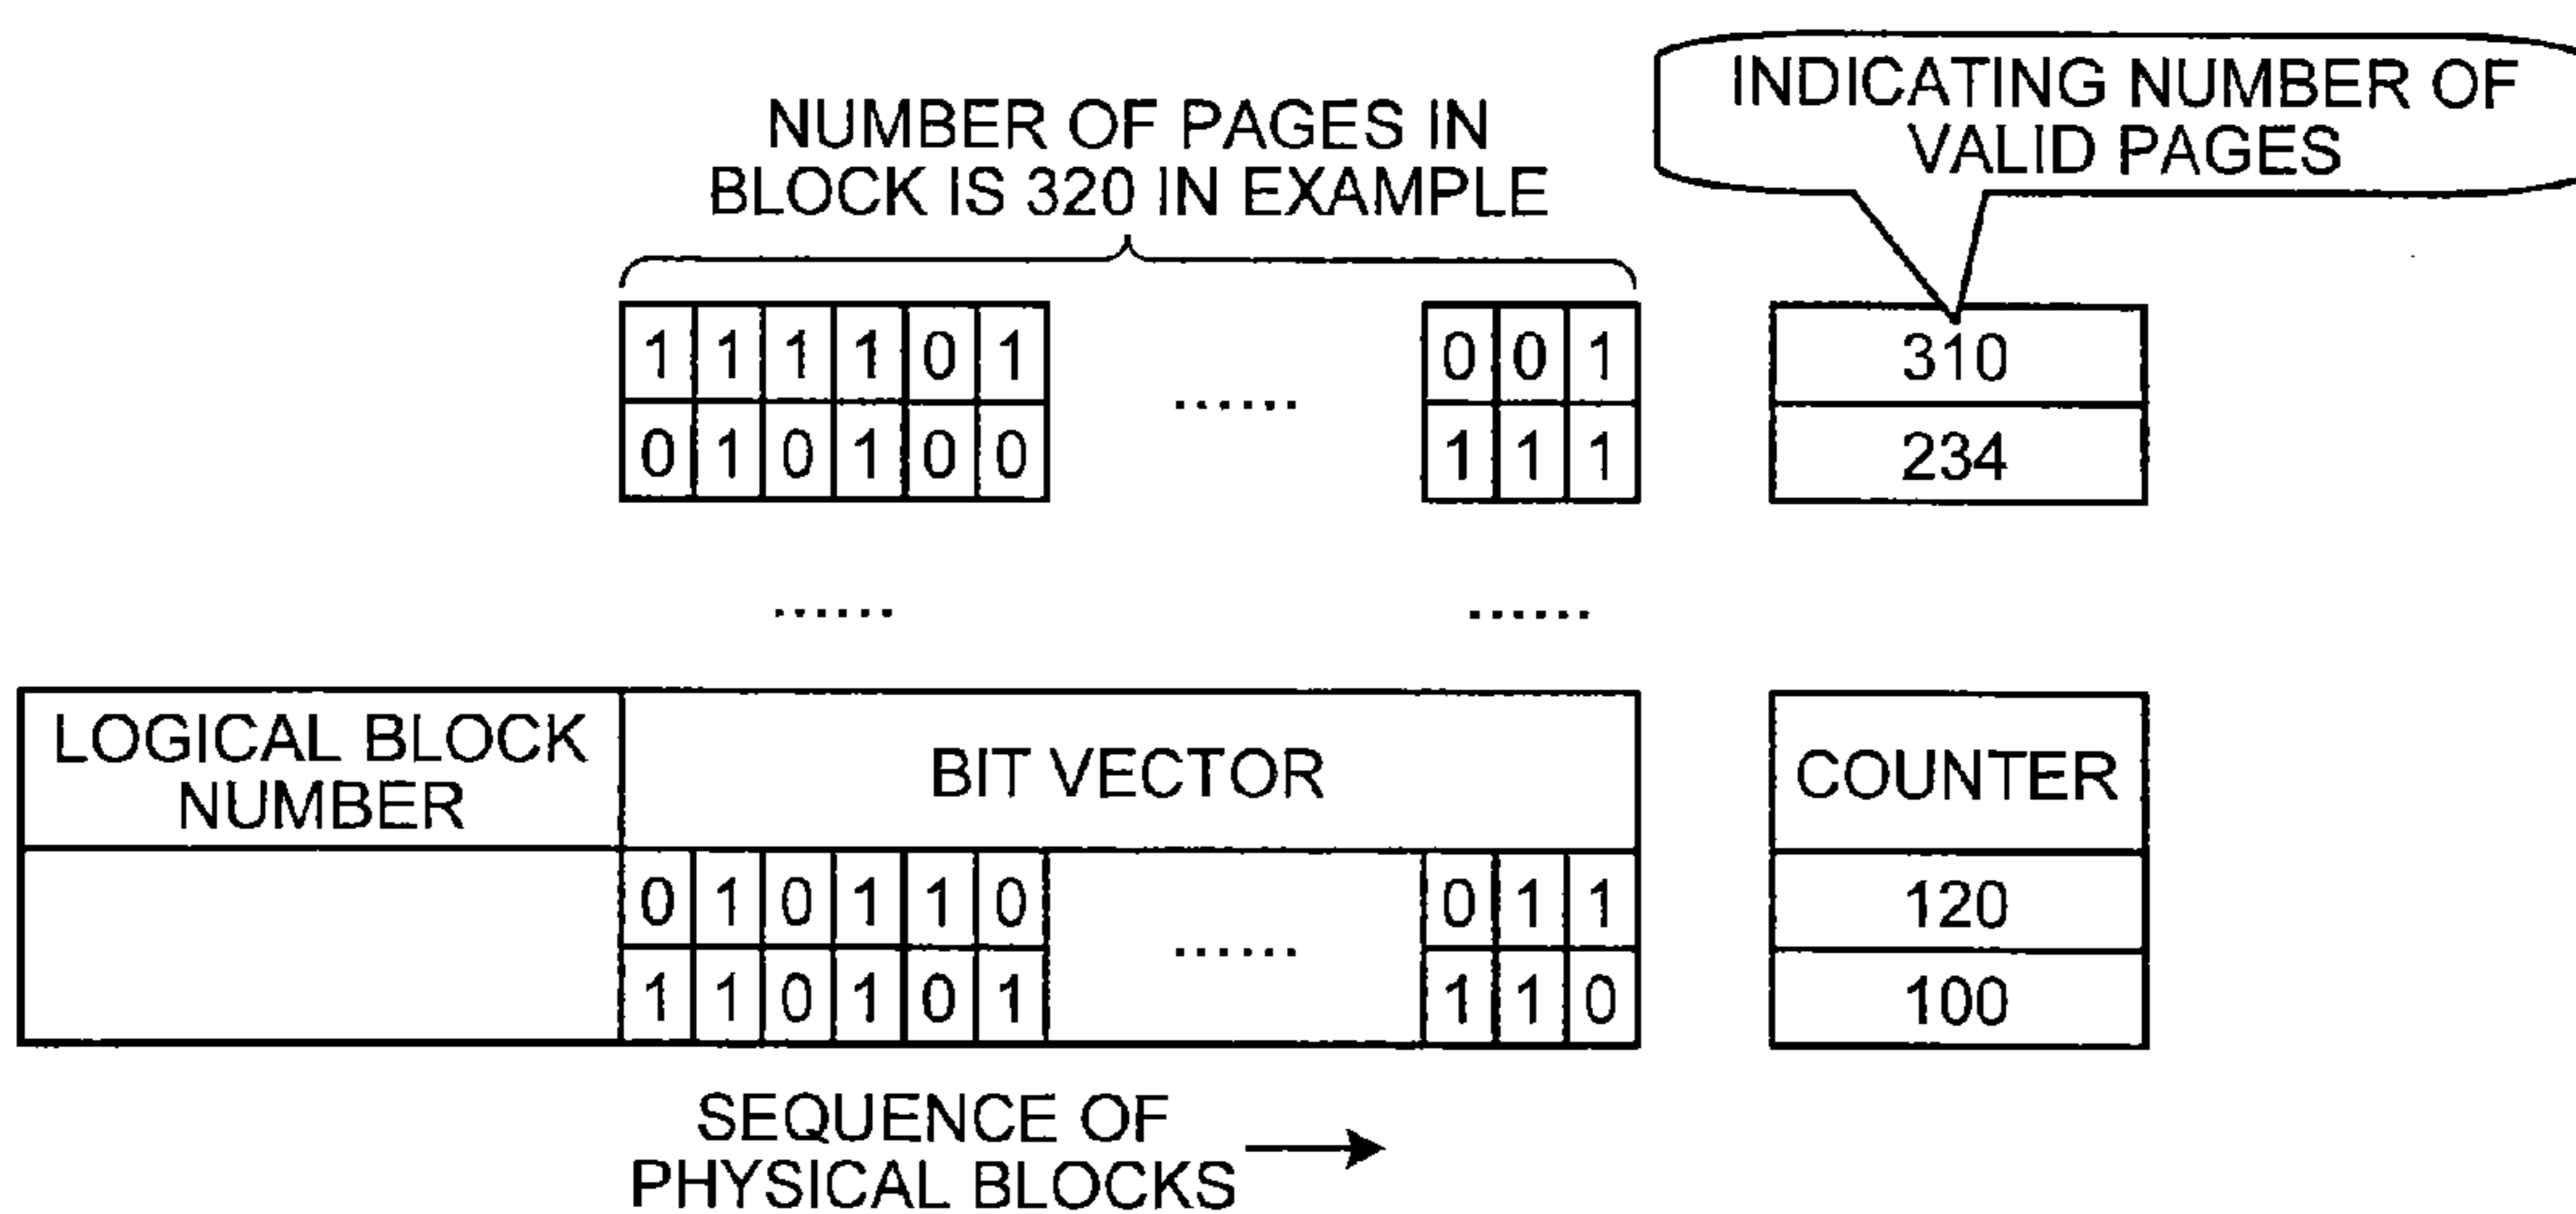 INDICATING NUMBER OF
VALID PAGES
NUMBER OF PAGES IN
BLOCK IS 320 IN EXAMPLE
1 1 1 1 0 1 ...... 0 0 1 310
0 1 0 1 0 0 1 1 1 234
...... ......
LOGICAL BLOCK
NUMBER
BIT VECTOR
COUNTER
0 1 0 1 1 0 ...... 0 1 1 120
1 1 0 1 0 1 1 1 0 100
SEQUENCE OF
PHYSICAL BLOCKS